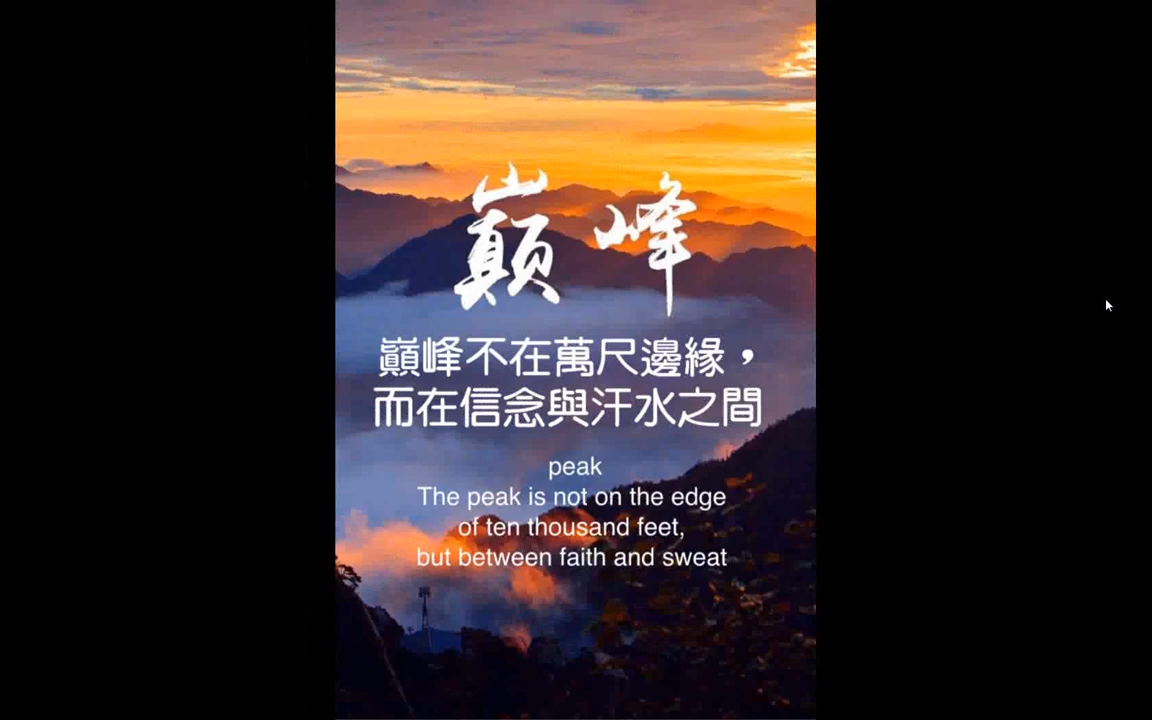 巔峰
巔峰不在萬尺邊緣，
而在信念與汗水之間
peak
The peak is not on the edge
of ten thousand feet,
but between faith and sweat